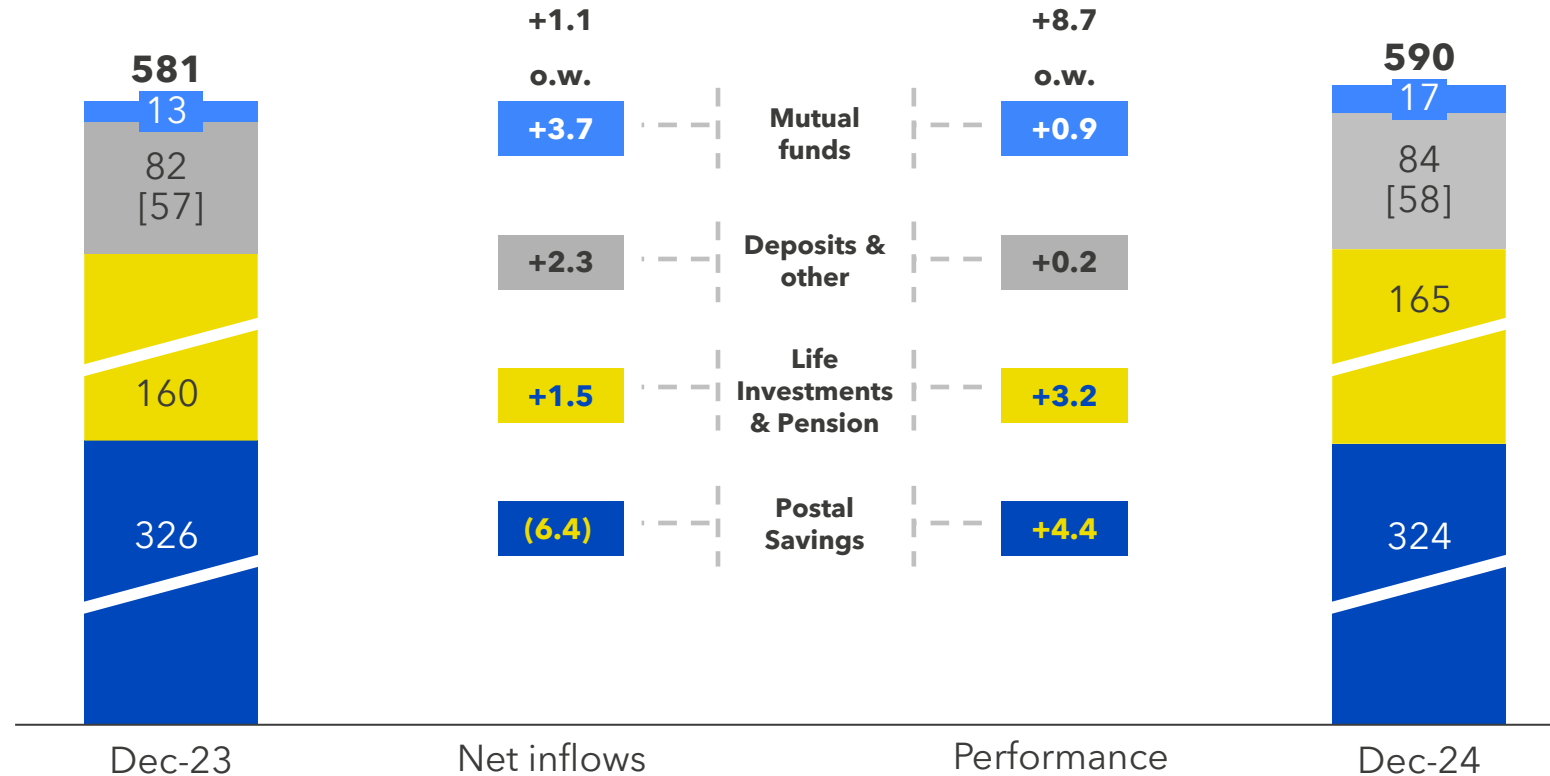 +1.1
+8.7
581
o.w.
o.w.
590
13
+3.7
Mutual
funds
+0.9
17
82
[57]
+2.3
Deposits &
other
+0.2
84
[58]
160
+1.5
Life
Investments
& Pension
+3.2
165
326
(6.4)
Postal
Savings
+4.4
324
Dec-23
Net inflows
Performance
Dec-24